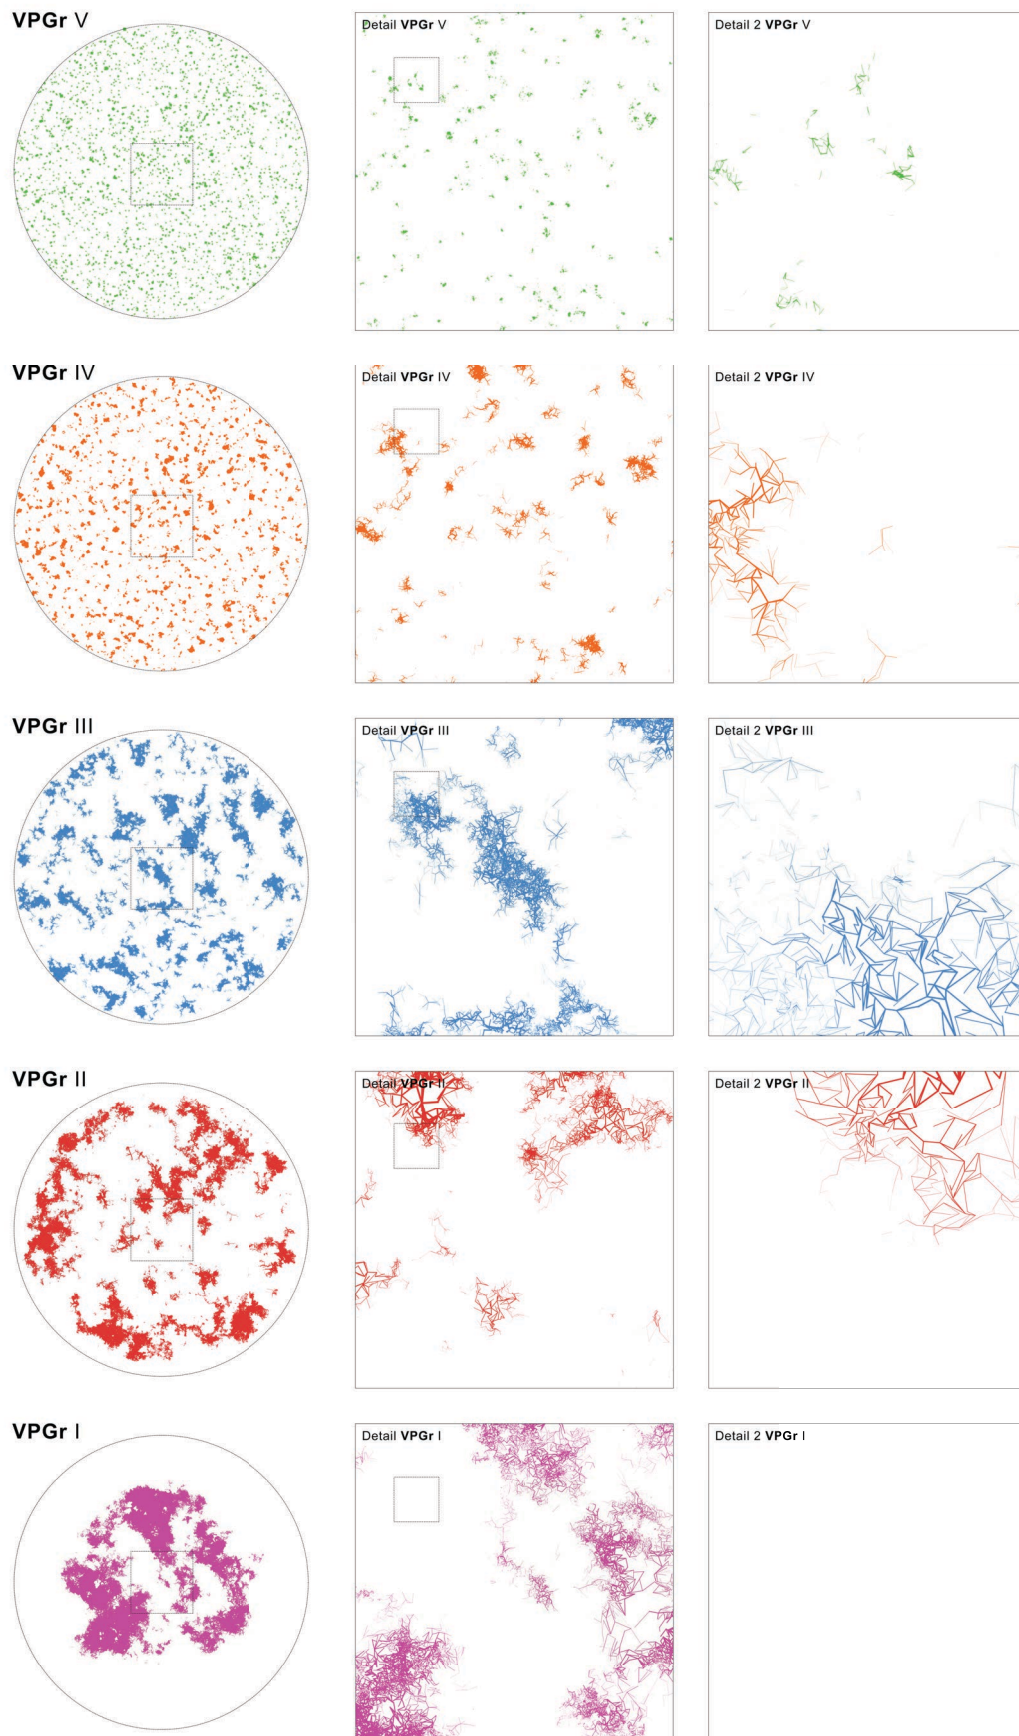 VPGr V
Detail VPGr V
Detail 2 VPGr V
VPGr IV
Detail VPGr IV
Detail 2 VPGr IV
VPGr III
Detail VPGr III
Detail 2 VPGr III
VPGr II
Detail VPGr II
Detail 2 VPGr II
VPGr I
Detail VPGr I
Detail 2 VPGr I